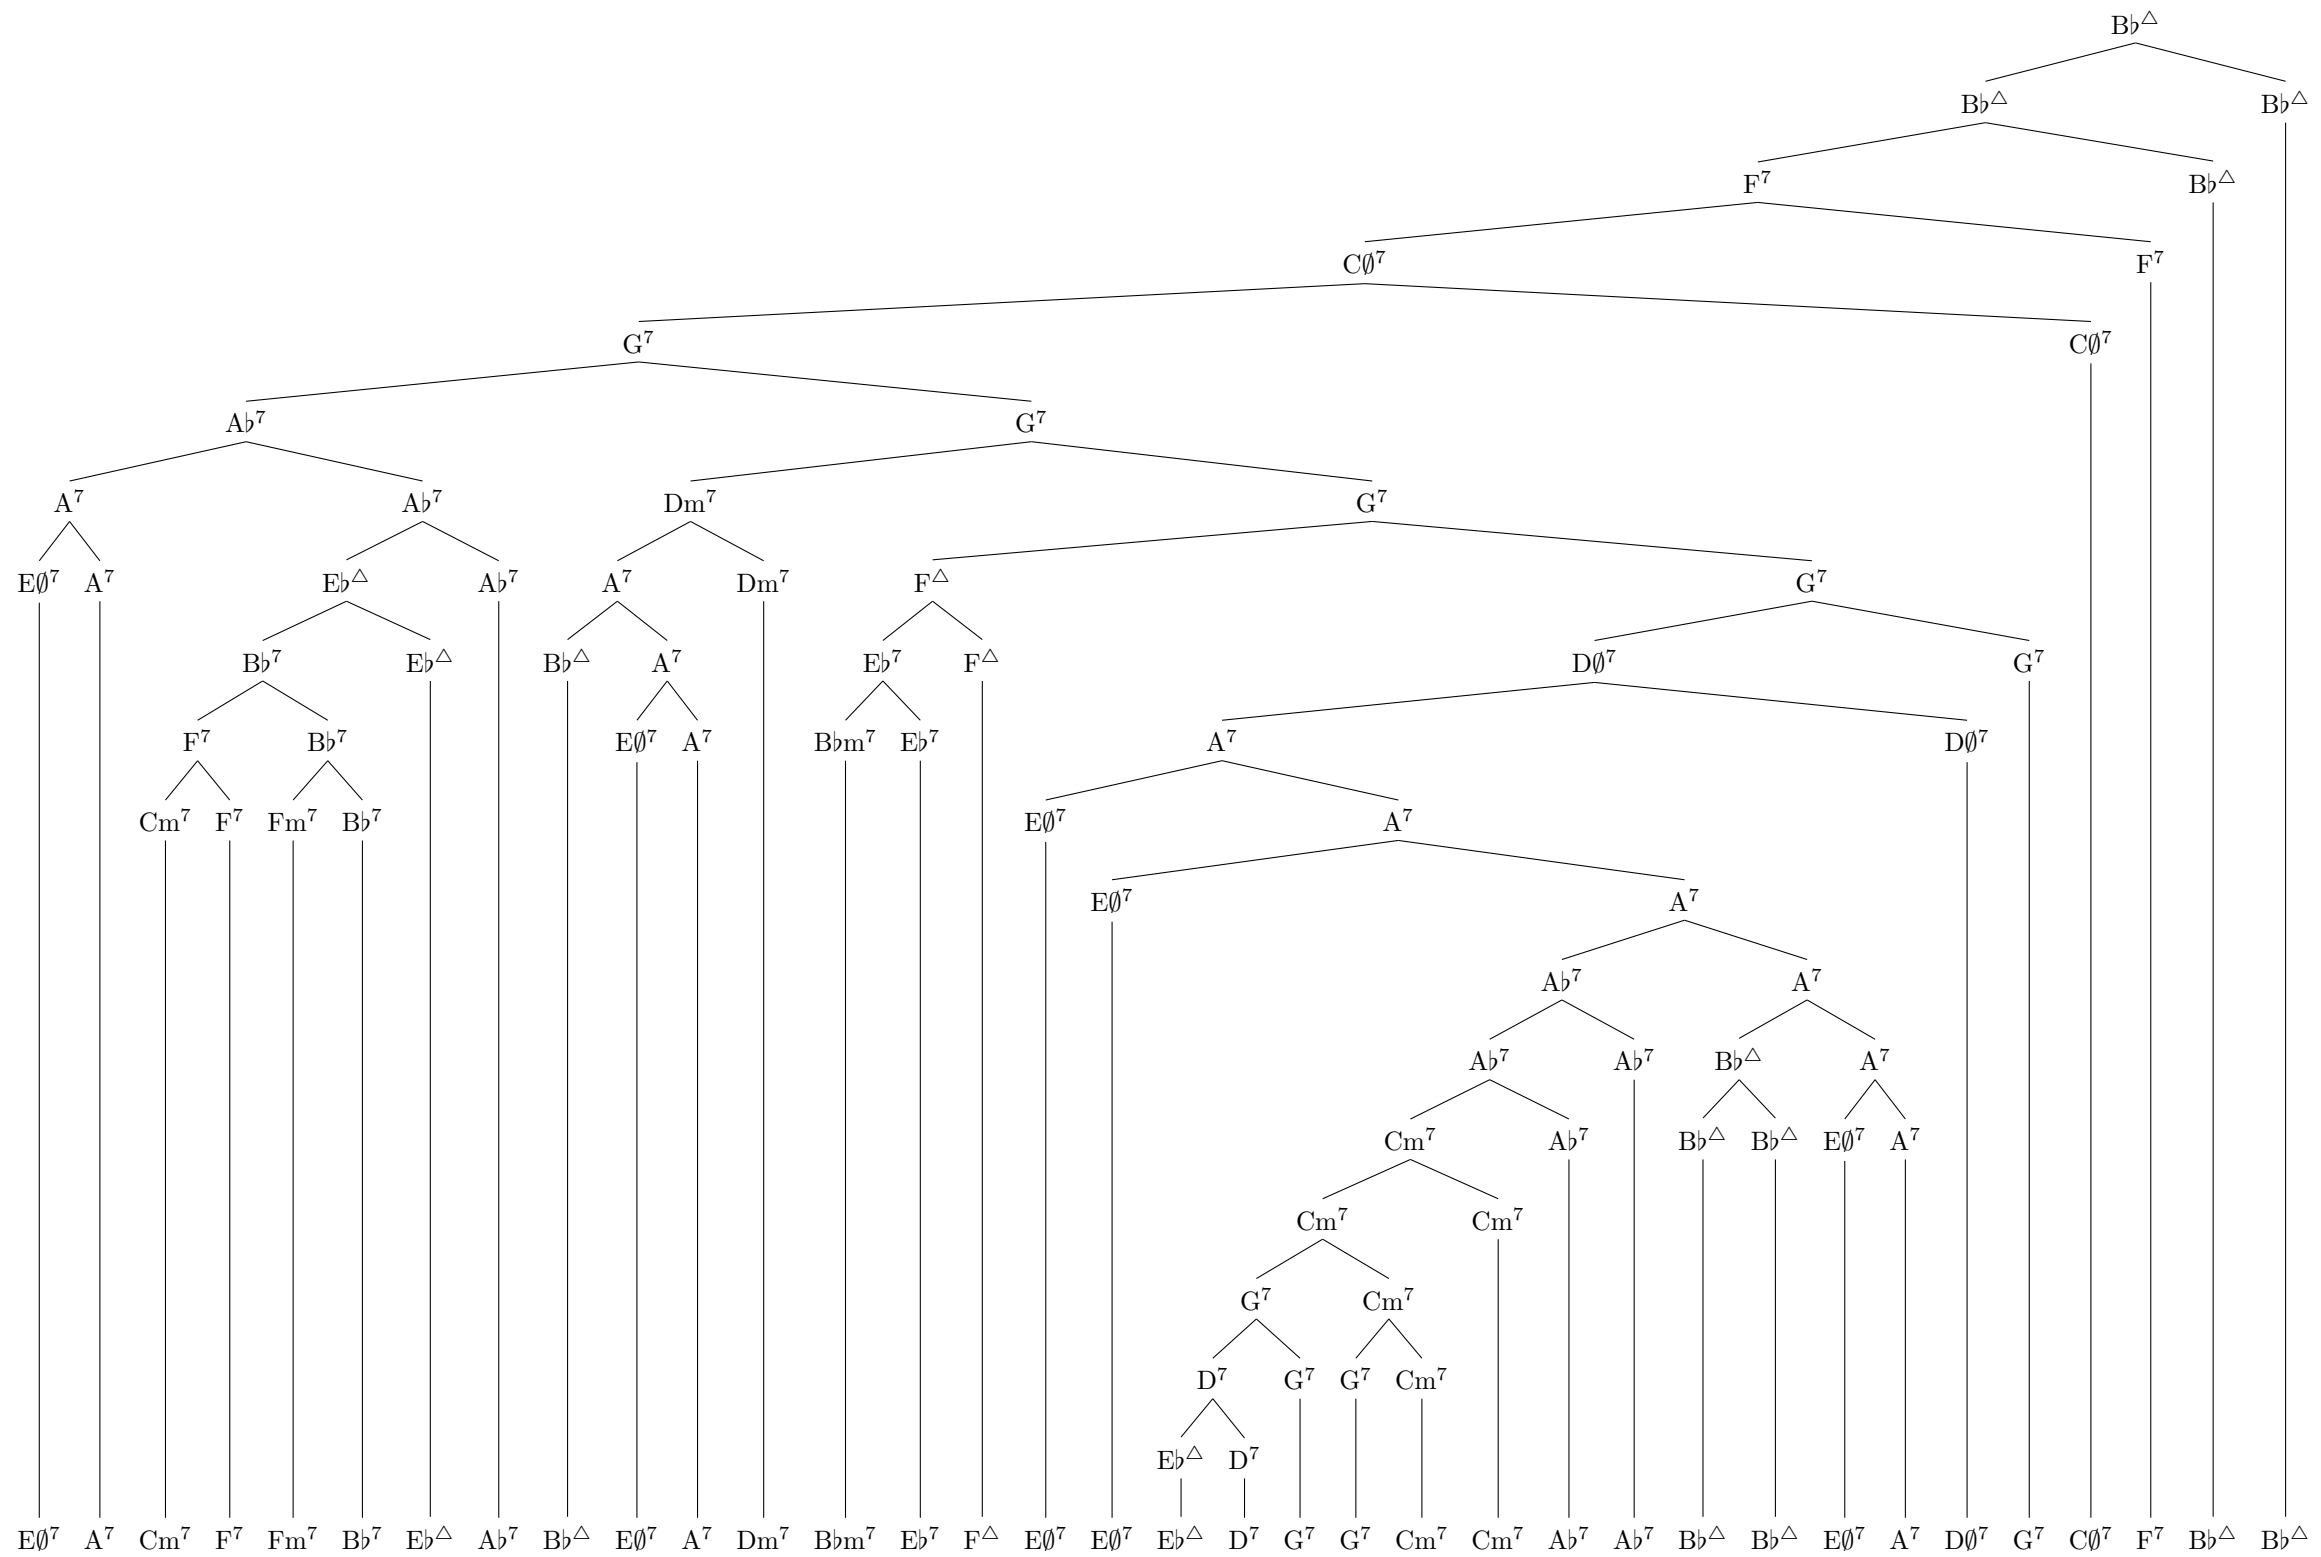 B♭△
B♭△ B♭△
F⁷ B♭△
C∅⁷ F⁷
G⁷ C∅⁷
A♭⁷ G⁷
A⁷ A♭⁷ Dm⁷ G⁷
E∅⁷ A⁷ E♭△ A♭⁷ A⁷ Dm⁷ F△ G⁷
B♭⁷ E♭△ B♭△ A⁷ E♭⁷ F△ D∅⁷ G⁷
F⁷ B♭⁷ E∅⁷ A⁷ B♭m⁷ E♭⁷ A⁷ D∅⁷
Cm⁷ F⁷ Fm⁷ B♭⁷ E∅⁷ A⁷
E∅⁷ A⁷
A♭⁷ A⁷
A♭⁷ A♭⁷ B♭△ A⁷
Cm⁷ A♭⁷ B♭△ B♭△ E∅⁷ A⁷
Cm⁷ Cm⁷
G⁷ Cm⁷
D⁷ G⁷ G⁷ Cm⁷
E♭△ D⁷
E∅⁷ A⁷ Cm⁷ F⁷ Fm⁷ B♭⁷ E♭△ A♭⁷ B♭△ E∅⁷ A⁷ Dm⁷ B♭m⁷ E♭⁷ F△ E∅⁷ E∅⁷ E♭△ D⁷ G⁷ G⁷ Cm⁷ Cm⁷ A♭⁷ A♭⁷ B♭△ B♭△ E∅⁷ A⁷ D∅⁷ G⁷ C∅⁷ F⁷ B♭△ B♭△